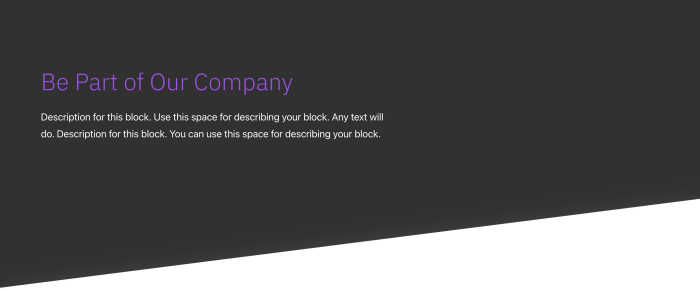 Be Part of Our Company
Description for this block. Use this space for describing your block. Any text will
do. Description for this block. You can use this space for describing your block.